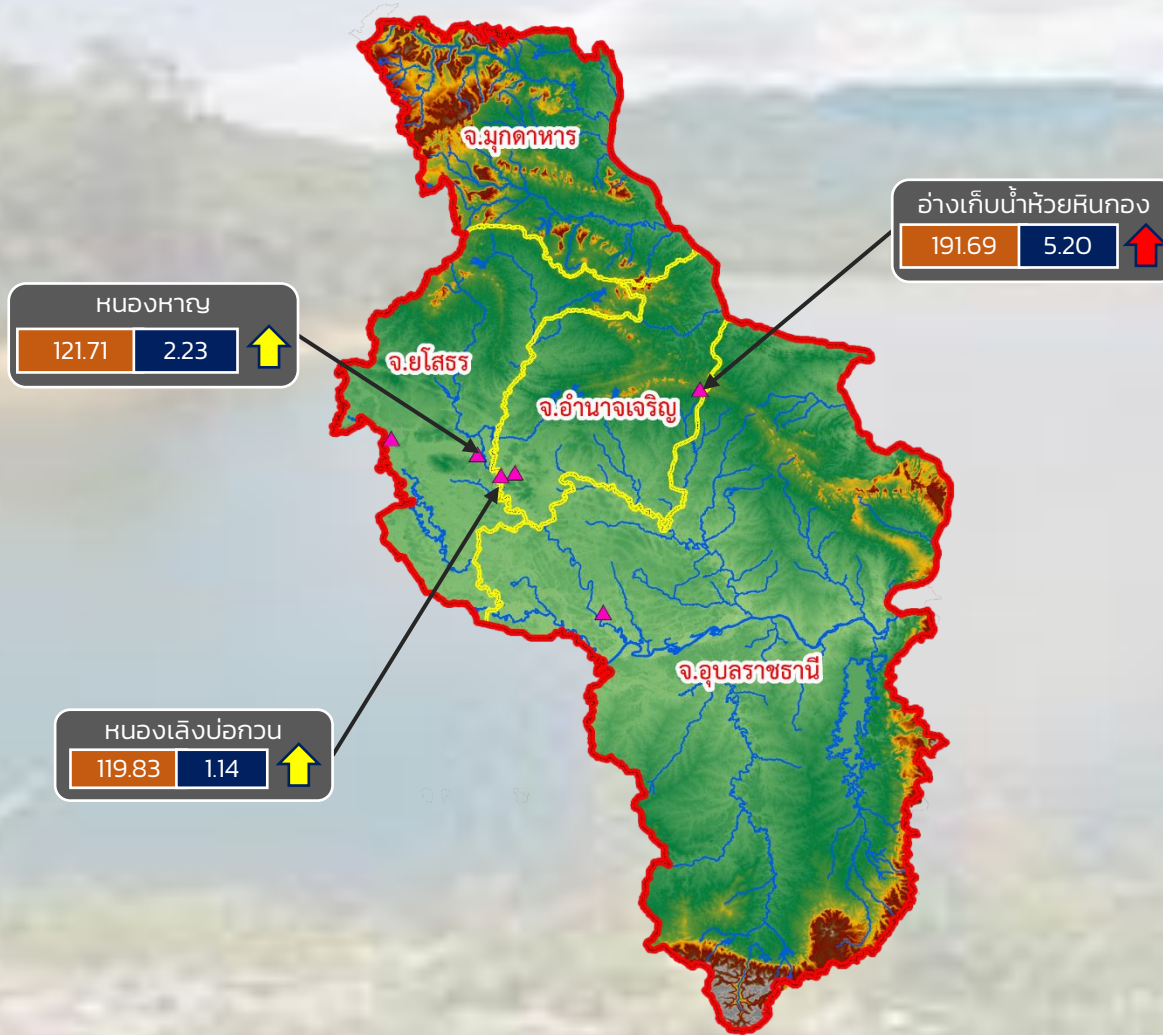 จ.มุกดาหาร
อ่างเก็บน้ำห้วยหินกอง
191.69 5.20
หนองหาญ
121.71 2.23
จ.ยโสธร
จ.อำนาจเจริญ
จ.อุบลราชธานี
หนองเลิงบ่อกวน
119.83 1.14